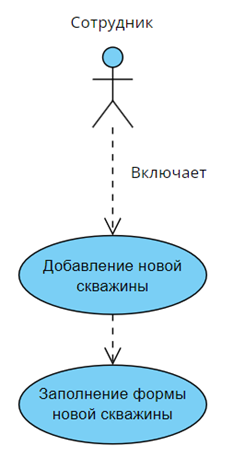 Сотрудник
Включает
Добавление новой
скважины
Заполнение формы
новой скважины